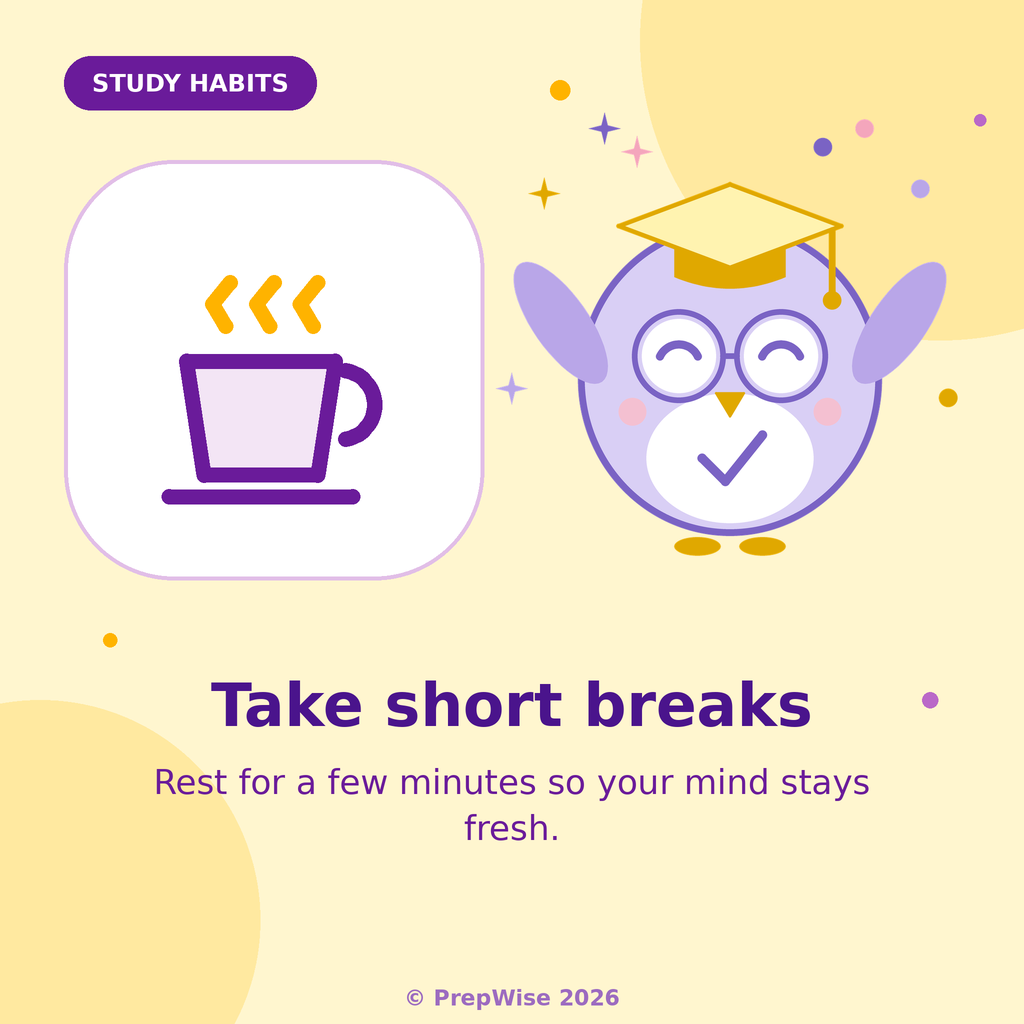 STUDY HABITS
Take short breaks
Rest for a few minutes so your mind stays
fresh.
© PrepWise 2026